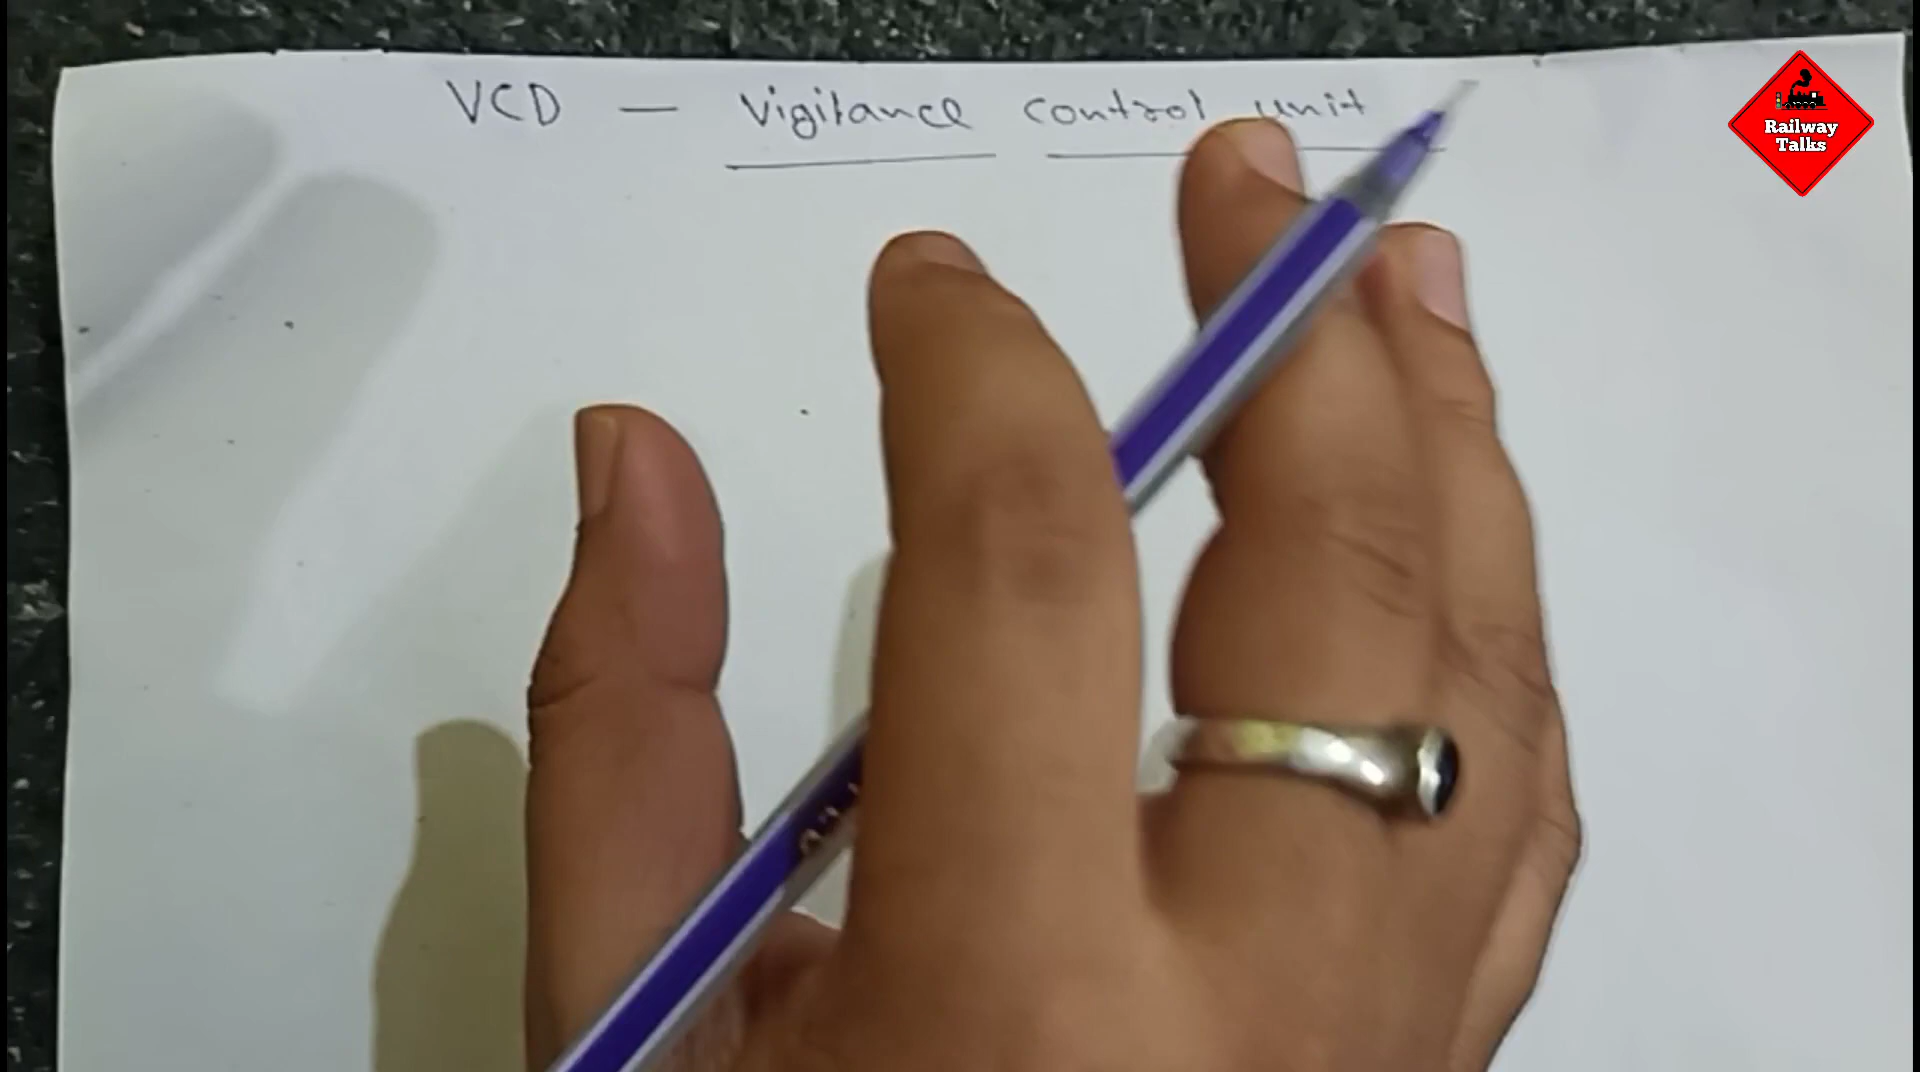 VCD — Vigilance control unit
Railway
Talks